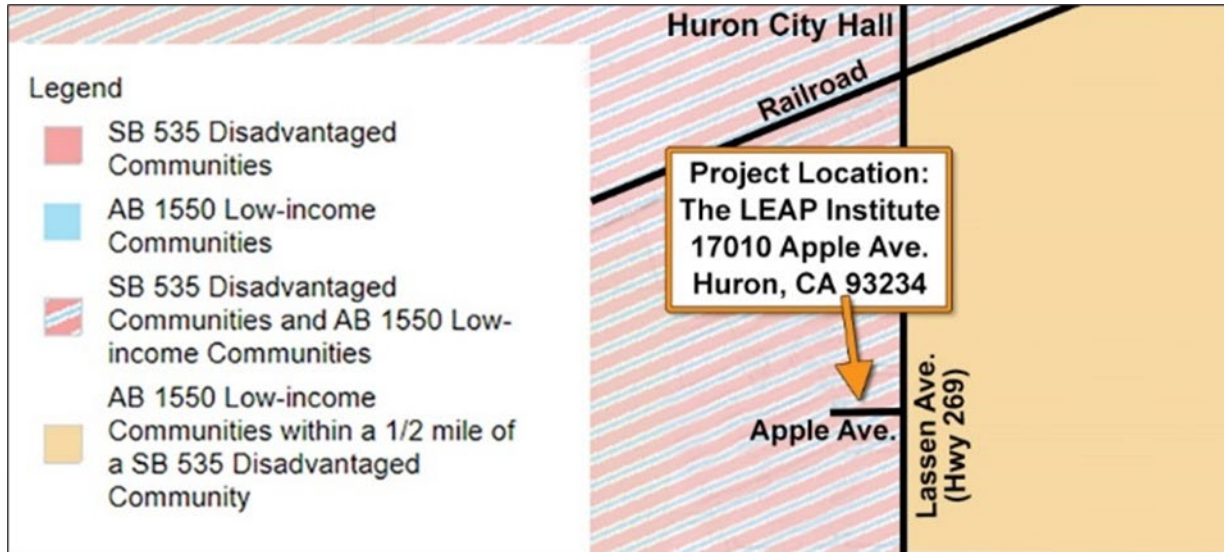 Huron City Hall
Railroad
Legend
SB 535 Disadvantaged
Communities
AB 1550 Low-income
Communities
SB 535 Disadvantaged
Communities and AB 1550 Low-
income Communities
AB 1550 Low-income
Communities within a 1/2 mile of
a SB 535 Disadvantaged
Community
Project Location:
The LEAP Institute
17010 Apple Ave.
Huron, CA 93234
Apple Ave.
Lassen Ave.
(Hwy 269)